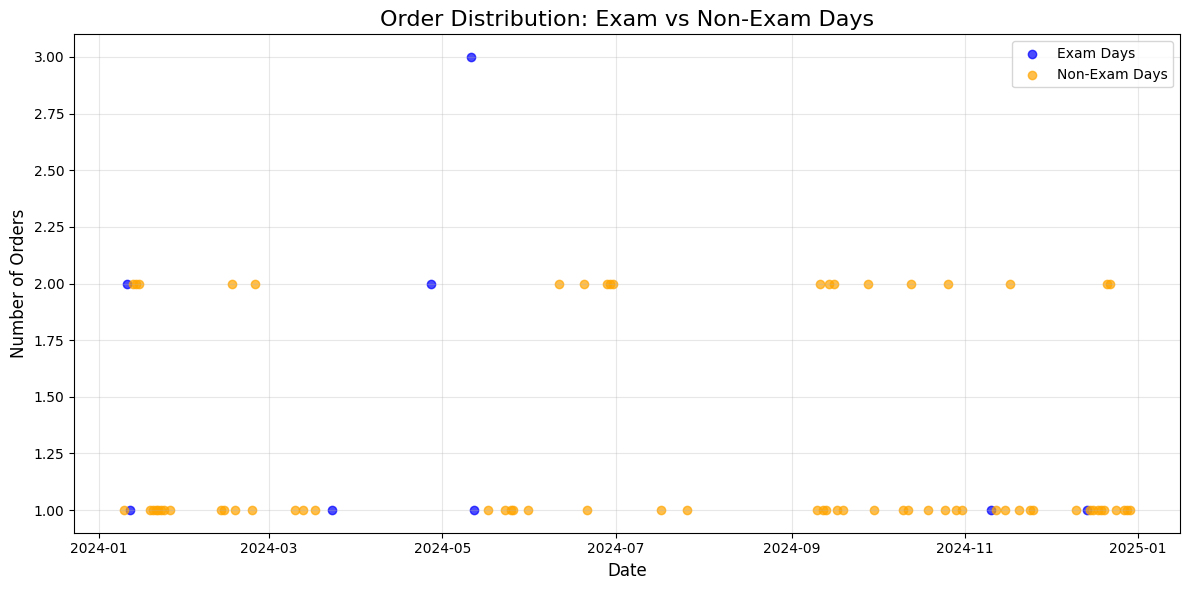 Order Distribution: Exam vs Non-Exam Days
Exam Days
Non-Exam Days
Number of Orders
3.00
2.75
2.50
2.25
2.00
1.75
1.50
1.25
1.00
2024-01 2024-03 2024-05 2024-07 2024-09 2024-11 2025-01
Date